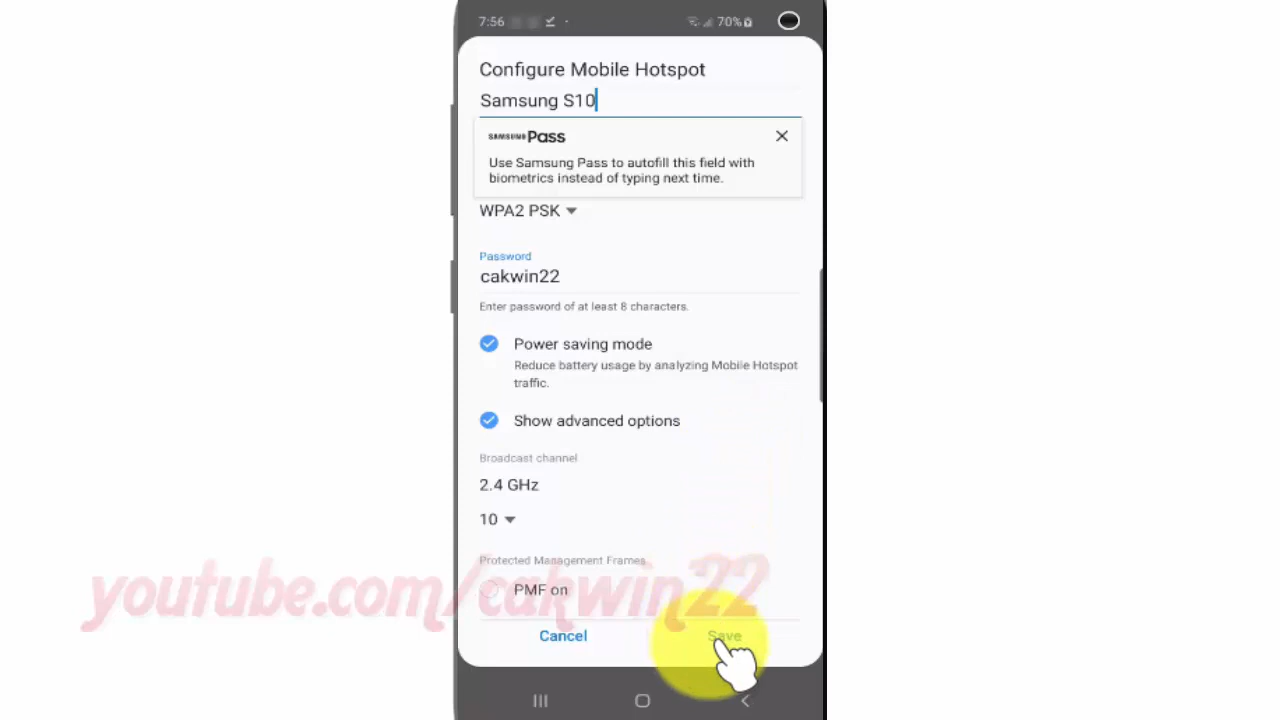 7:56
70%
Configure Mobile Hotspot
Samsung S10
SAMSUNG Pass
Use Samsung Pass to autofill this field with
biometrics instead of typing next time.
WPA2 PSK
Password
cakwin22
Enter password of at least 8 characters.
Power saving mode
Reduce battery usage by analyzing Mobile Hotspot
traffic.
Show advanced options
Broadcast channel
2.4 GHz
10
Protected Management Frames
PMF on
youtube.com/cakwin22
Cancel
Save